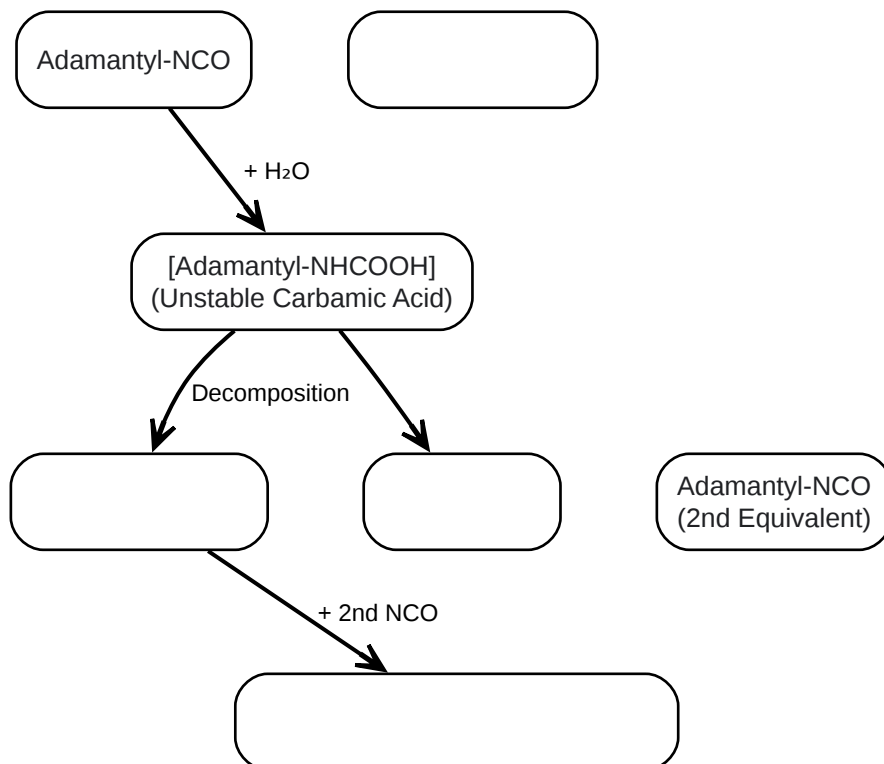 Adamantyl-NCO
+ H₂O
[Adamantyl-NHCOOH]
(Unstable Carbamic Acid)
Decomposition
Adamantyl-NCO
(2nd Equivalent)
+ 2nd NCO